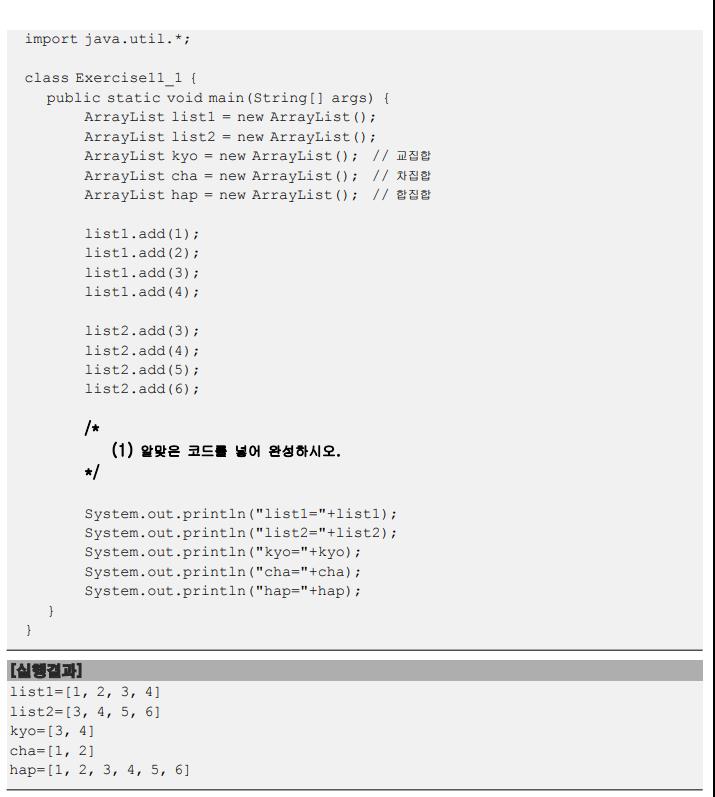 import java.util.*;
class Exercise11_1 {
public static void main(String[] args) {
ArrayList list1 = new ArrayList();
ArrayList list2 = new ArrayList();
ArrayList kyo = new ArrayList(); // 교집합
ArrayList cha = new ArrayList(); // 차집합
ArrayList hap = new ArrayList(); // 합집합
list1.add(1);
list1.add(2);
list1.add(3);
list1.add(4);
list2.add(3);
list2.add(4);
list2.add(5);
list2.add(6);
/*
(1) 알맞은 코드를 넣어 완성하시오.
*/
System.out.println("list1="+list1);
System.out.println("list2="+list2);
System.out.println("kyo="+kyo);
System.out.println("cha="+cha);
System.out.println("hap="+hap);
}
}
[실행결과]
list1=[1, 2, 3, 4]
list2=[3, 4, 5, 6]
kyo=[3, 4]
cha=[1, 2]
hap=[1, 2, 3, 4, 5, 6]